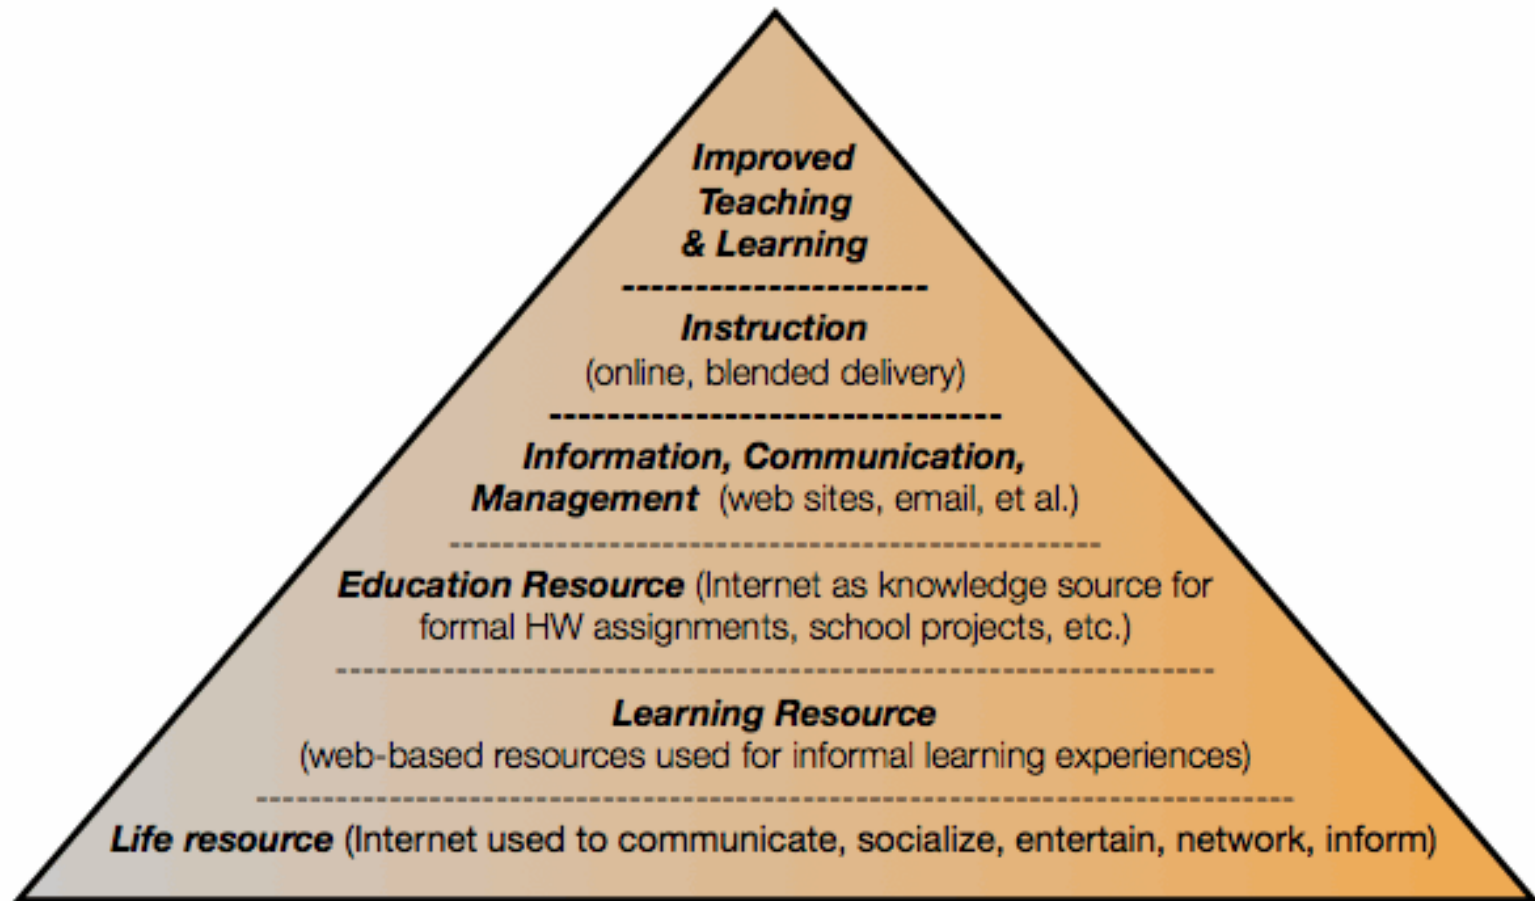 Improved
Teaching
& Learning
Instruction
(online, blended delivery)
Information, Communication,
Management (web sites, email, et al.)
Education Resource (Internet as knowledge source for
formal HW assignments, school projects, etc.)
Learning Resource
(web-based resources used for informal learning experiences)
Life resource (Internet used to communicate, socialize, entertain, network, inform)